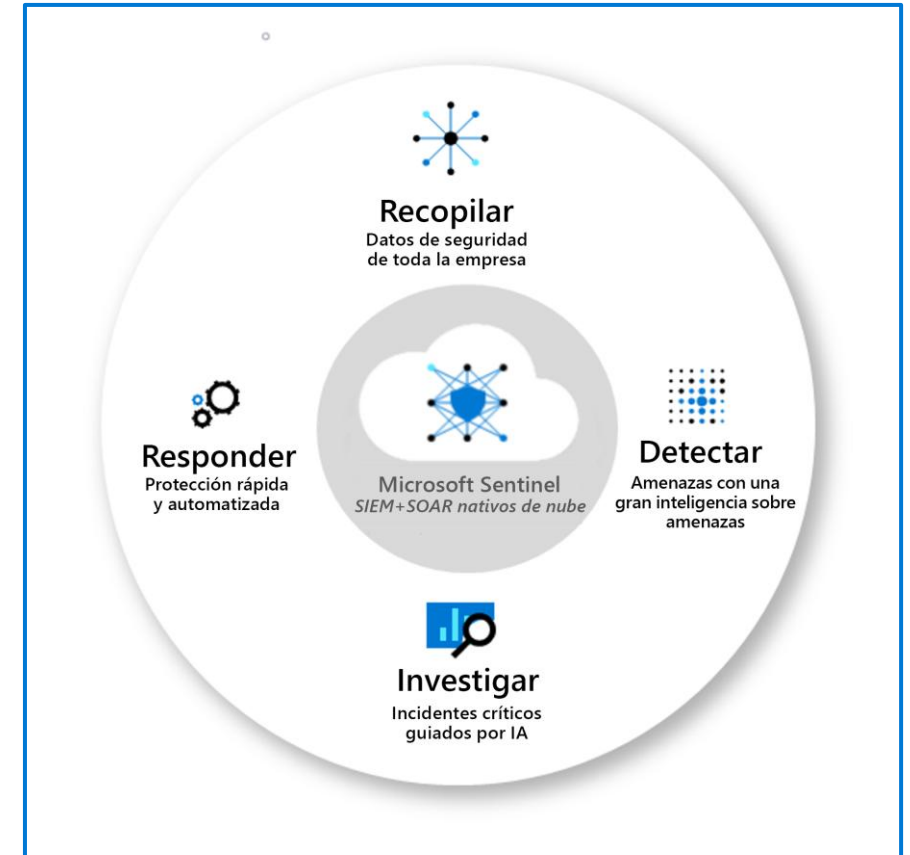 Recopilar
Datos de seguridad
de toda la empresa
Responder
Protección rápida
y automatizada
Microsoft Sentinel
SIEM+SOAR nativos de nube
Detectar
Amenazas con una
gran inteligencia sobre
amenazas
Investigar
Incidentes críticos
guiados por IA